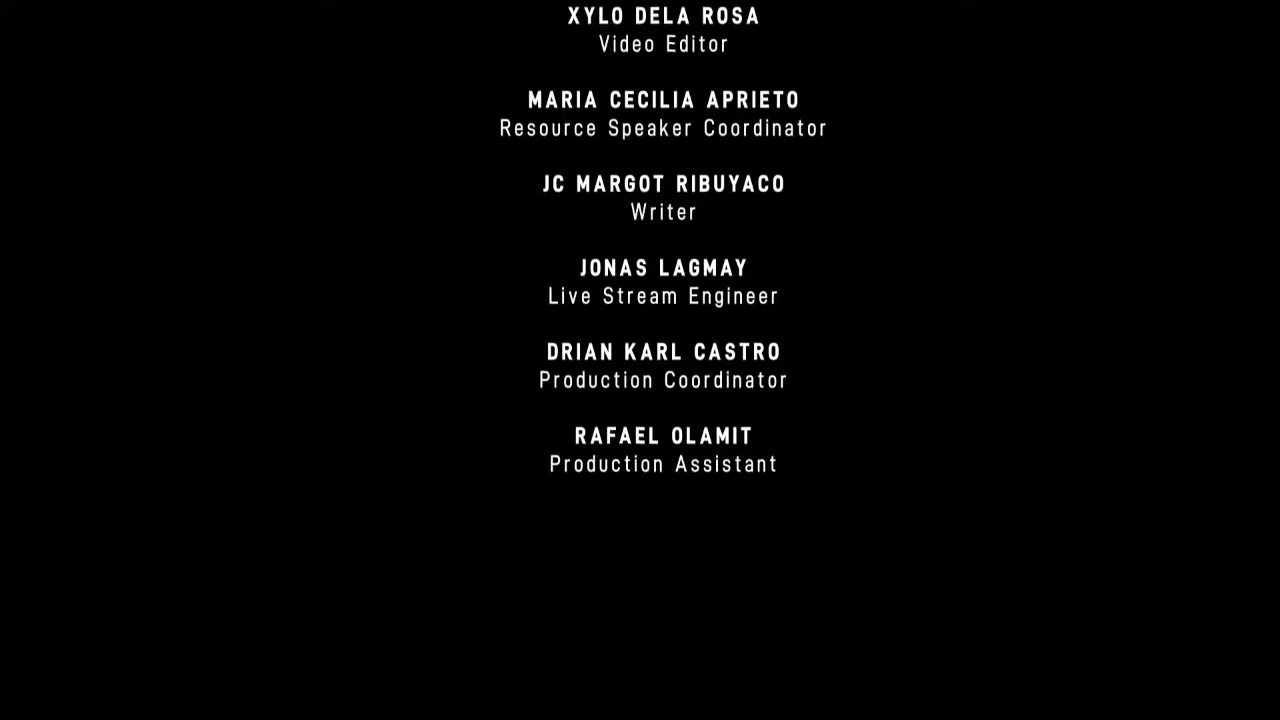 XYLO DELA ROSA
Video Editor
MARIA CECILIA APRIETO
Resource Speaker Coordinator
JC MARGOT RIBUYACO
Writer
JONAS LAGMAY
Live Stream Engineer
DRIAN KARL CASTRO
Production Coordinator
RAFAEL OLAMIT
Production Assistant